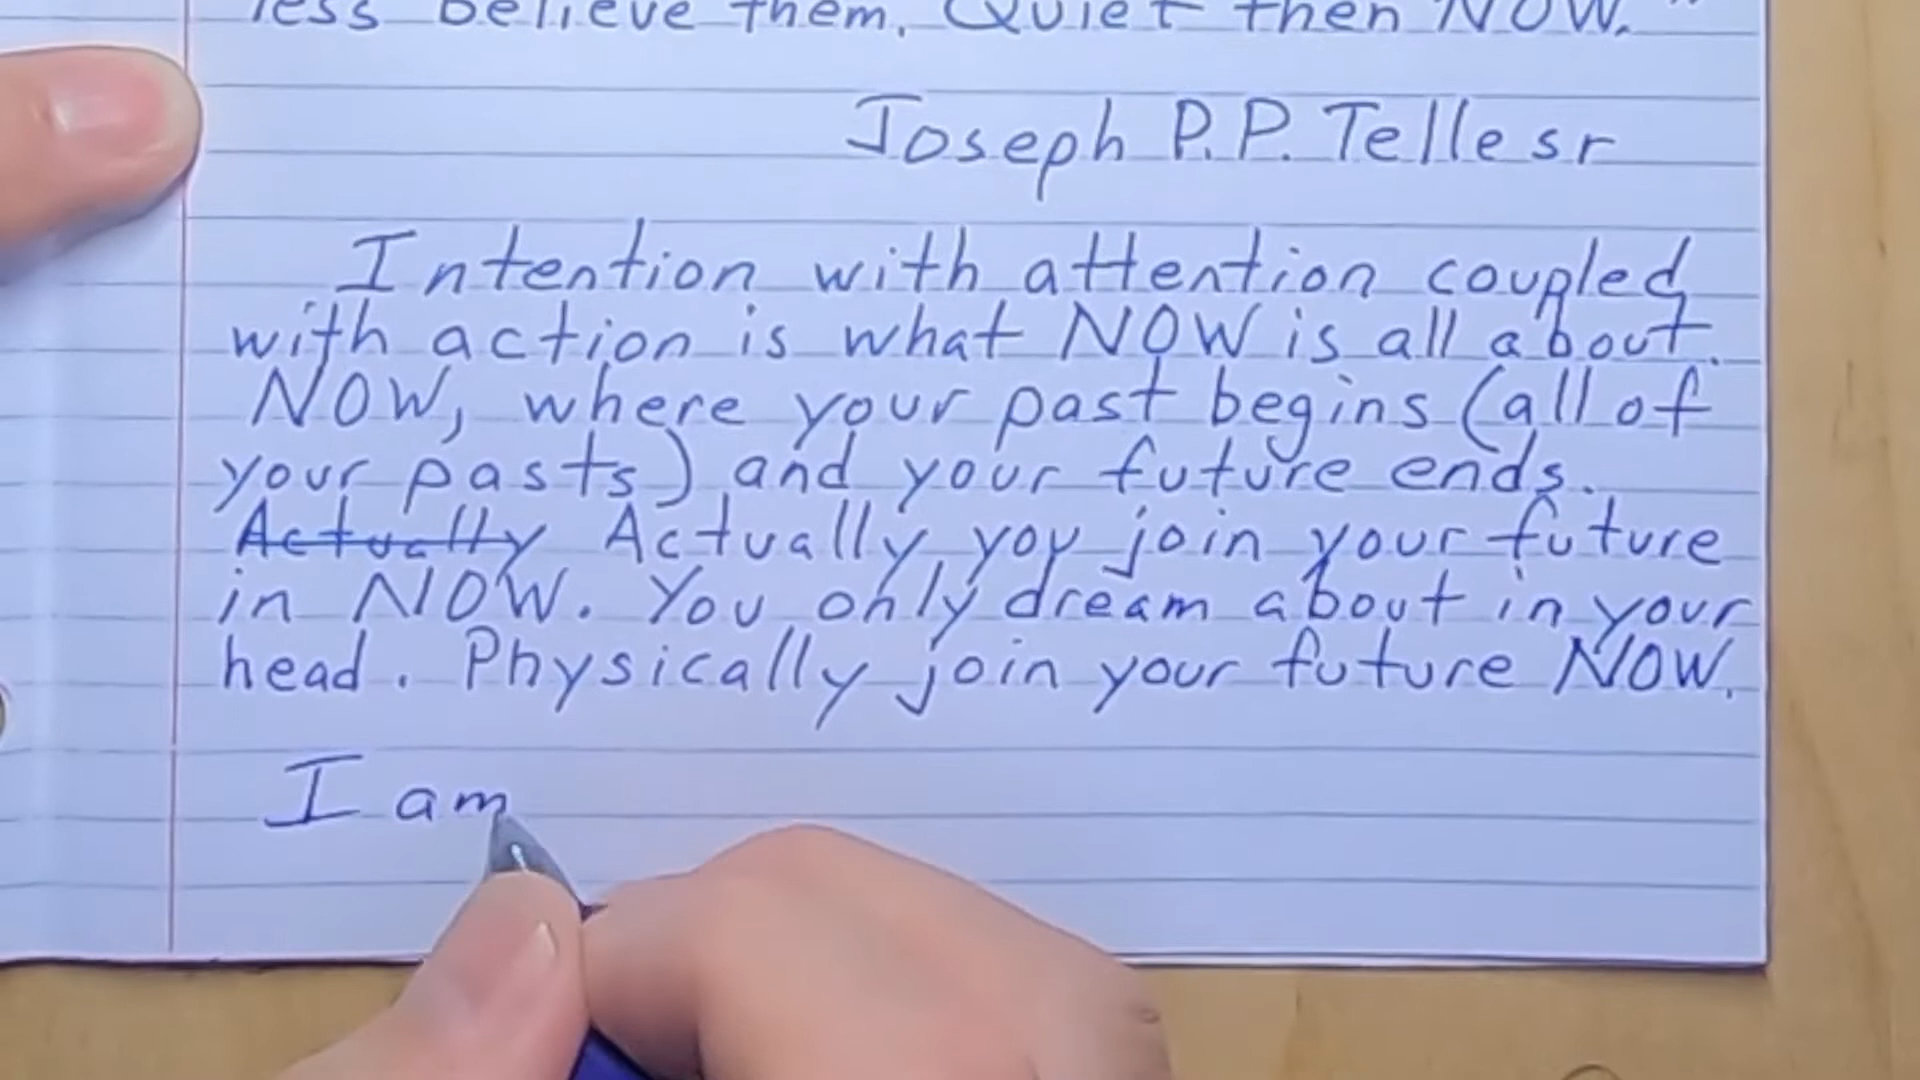 less believe them. Quiet then NOW."
Joseph P.P. Tellesr
Intention with attention coupled
with action is what NOW is all about.
NOW, where your past begins (all of
your pasts) and your future ends.
Actually Actually, you join your future
in NOW. You only dream about in your
head. Physically join your future NOW.
I am